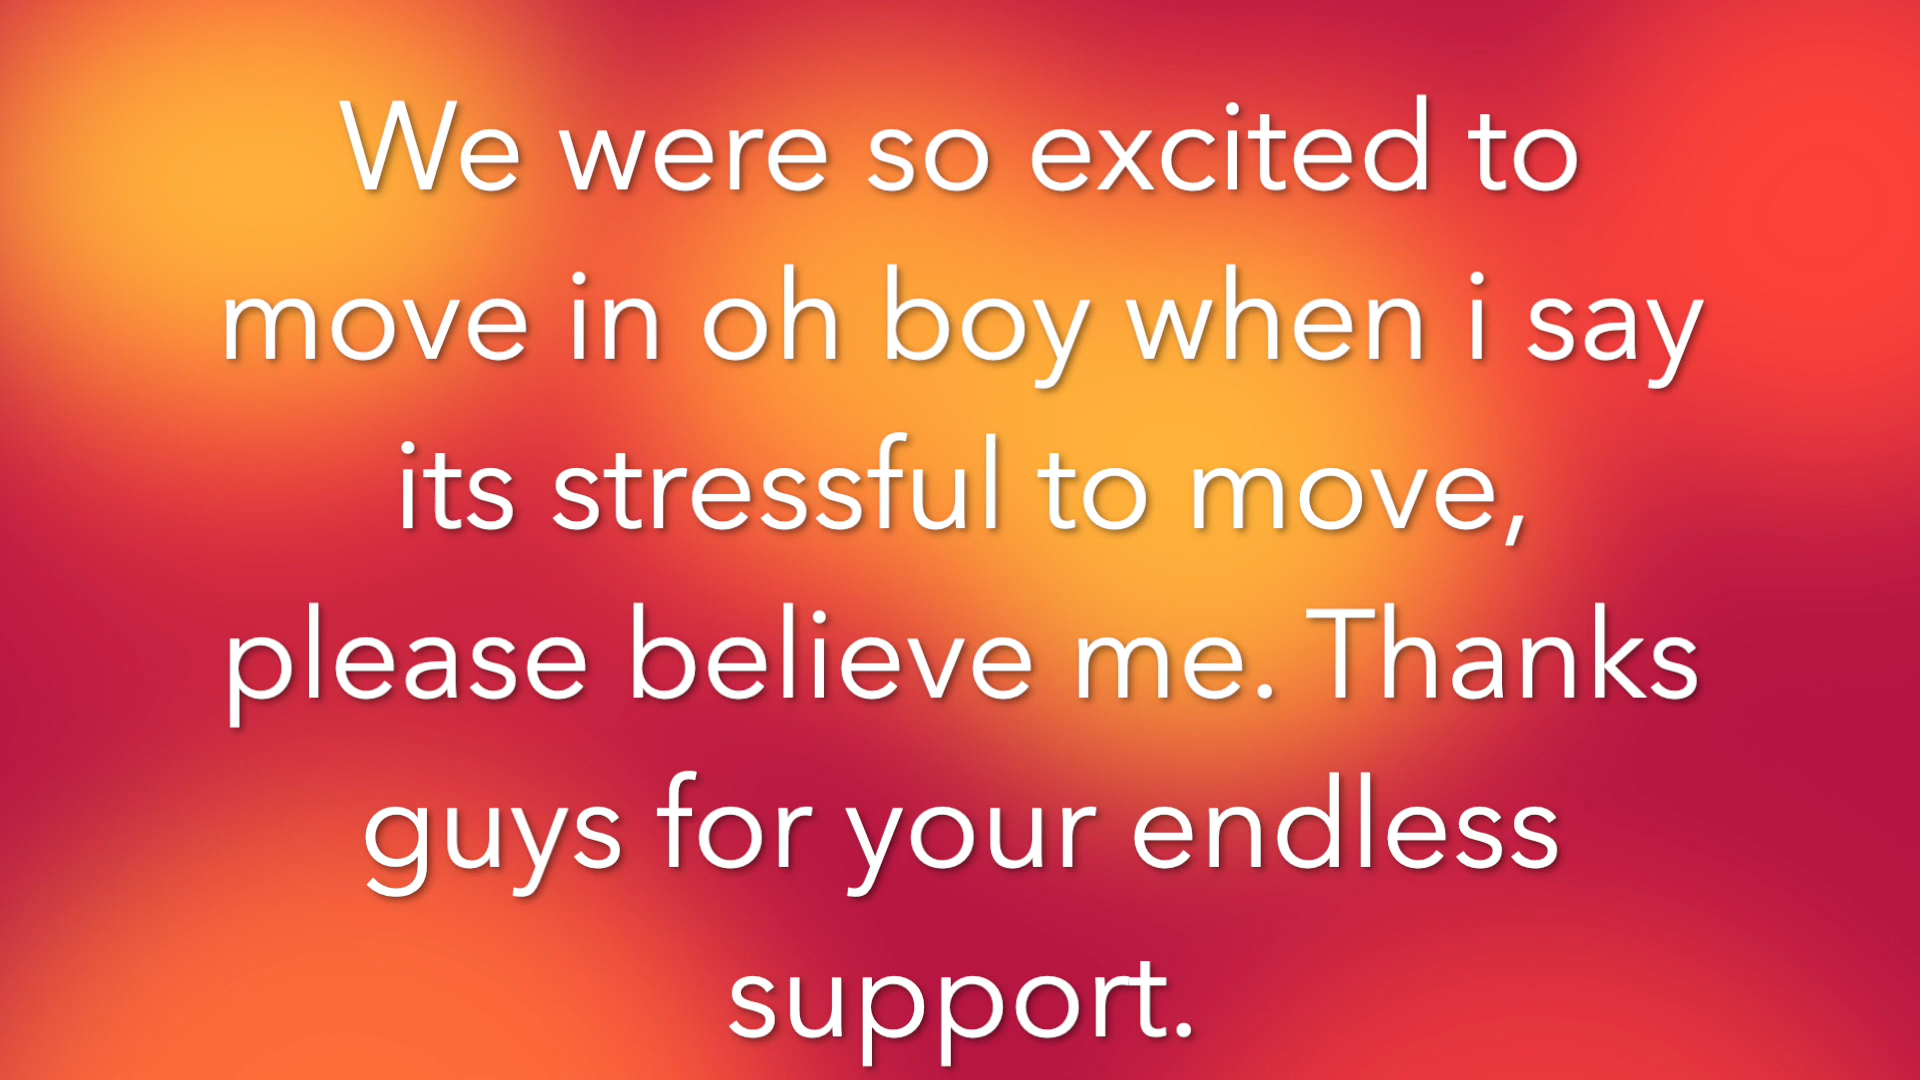 We were so excited to
move in oh boy when i say
its stressful to move,
please believe me. Thanks
guys for your endless
support.